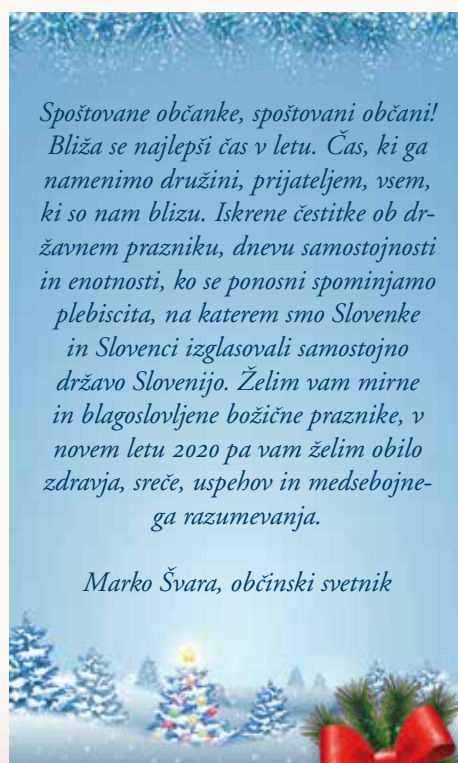 Spoštovane občanke, spoštovani občani!
Bliža se najlepši čas v letu. Čas, ki ga
namenimo družini, prijateljem, vsem,
ki so nam blizu. Iskrene čestitke ob dr-
žavnem prazniku, dnevu samostojnosti
in enotnosti, ko se ponosni spominjamo
plebiscita, na katerem smo Slovenke
in Slovenci izglasovali samostojno
državo Slovenijo. Želim vam mirne
in blagoslovljene božične praznike, v
novem letu 2020 pa vam želim obilo
zdravja, sreče, uspehov in medsebojne-
ga razumevanja.
Marko Švara, občinski svetnik